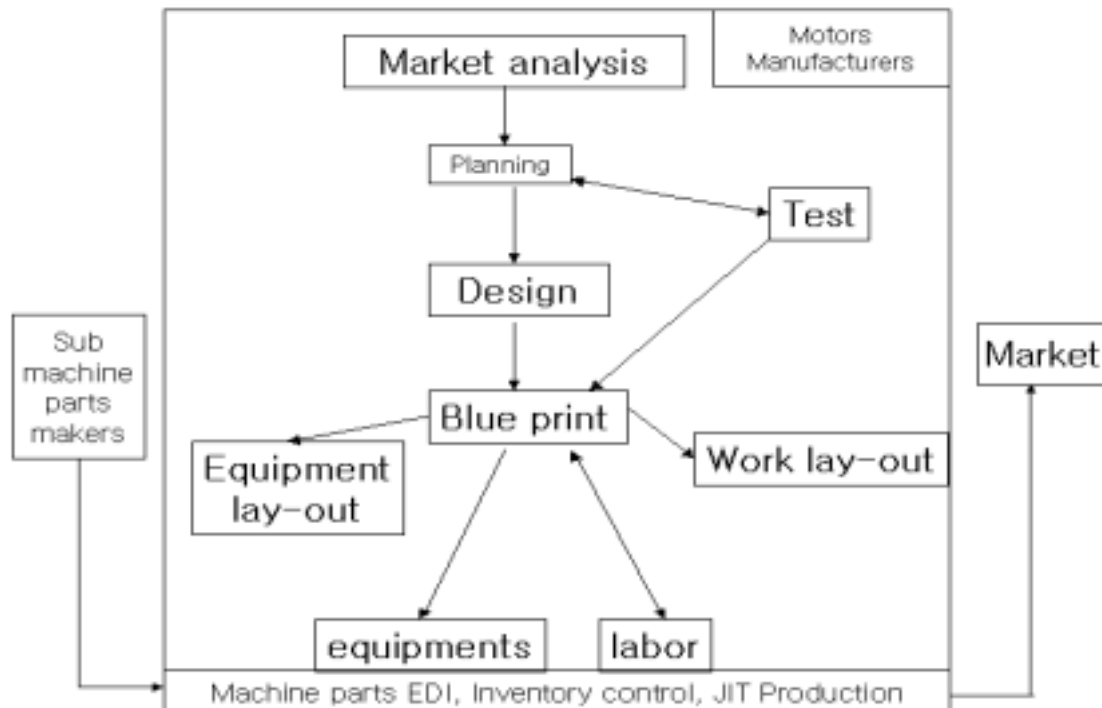 Motors
Manufacturers
Market analysis
Planning
Test
Design
Sub
machine
parts
makers
Market
Blue print
Equipment
lay-out
Work lay-out
equipments
labor
Machine parts EDI, Inventory control, JIT Production